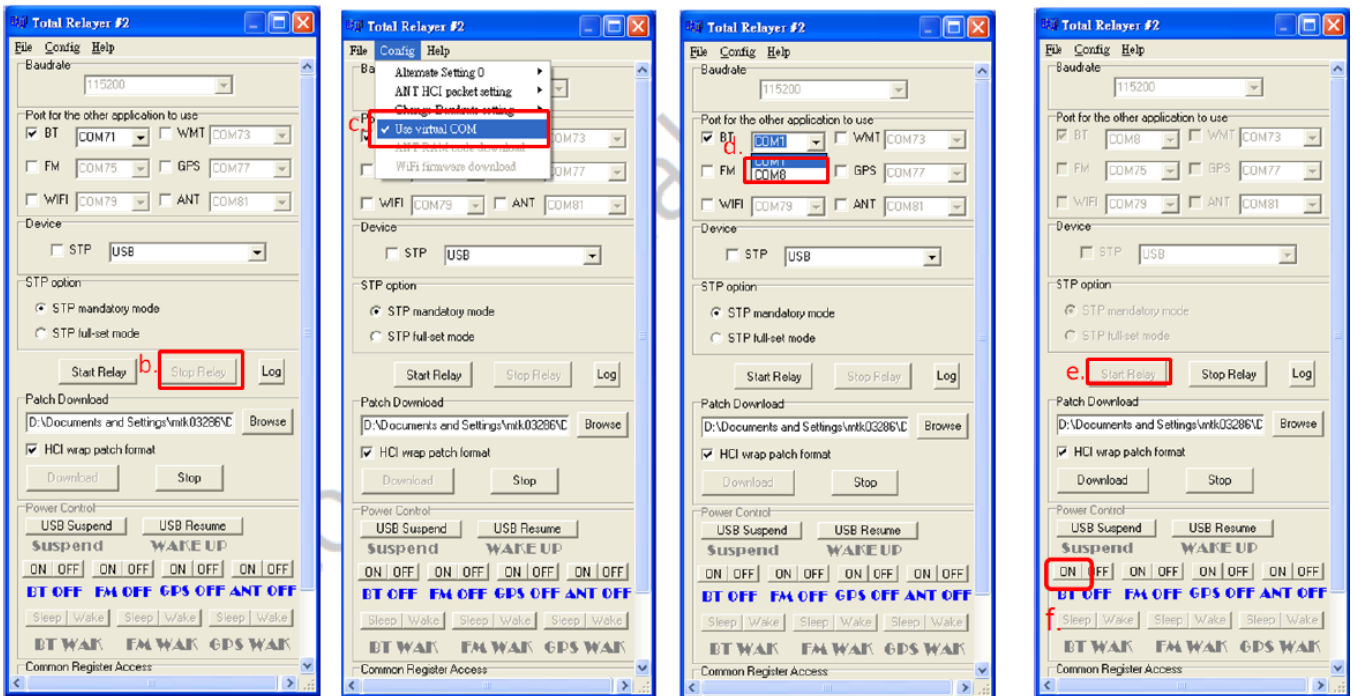 Total Relayer #2
File Config Help
Baudrate
115200
Port for the other application to use
BT COM71 WMT COM73
FM COM75 GPS COM77
WIFI COM79 ANT COM81
Device
STP USB
STP option
STP mandatory mode
STP full-set mode
b.
Start Relay Stop Relay Log
Patch Download
D:\Documents and Settings\mtk03286\D Browse
HCI wrap patch format
Download Stop
Power Control
USB Suspend USB Resume
Suspend WAKE UP
ON OFF ON OFF ON OFF ON OFF
BT OFF FM OFF GPS OFF ANT OFF
Sleep Wake Sleep Wake Sleep Wake
BT WAK FM WAK GPS WAK
Common Register Access
Total Relayer #2
File Config Help
Ba
Alternate Setting 0
ANT HCI packet setting
Change Baudrate setting
c.
Use virtual COM
COM73
ANT RAM code download
WiFi firmware download
COM77
WIFI COM79 ANT COM81
Device
STP USB
STP option
STP mandatory mode
STP full-set mode
Start Relay Stop Relay Log
Patch Download
D:\Documents and Settings\mtk03286\D Browse
HCI wrap patch format
Download Stop
Power Control
USB Suspend USB Resume
Suspend WAKE UP
ON OFF ON OFF ON OFF ON OFF
BT OFF FM OFF GPS OFF ANT OFF
Sleep Wake Sleep Wake Sleep Wake
BT WAK FM WAK GPS WAK
Common Register Access
Total Relayer #2
File Config Help
Baudrate
115200
Port for the other application to use
BT COM1 WMT COM73
d.
COM1
COM8
FM GPS COM77
WIFI COM79 ANT COM81
Device
STP USB
STP option
STP mandatory mode
STP full-set mode
Start Relay Stop Relay Log
Patch Download
D:\Documents and Settings\mtk03286\D Browse
HCI wrap patch format
Download Stop
Power Control
USB Suspend USB Resume
Suspend WAKE UP
ON OFF ON OFF ON OFF ON OFF
BT OFF FM OFF GPS OFF ANT OFF
Sleep Wake Sleep Wake Sleep Wake
BT WAK FM WAK GPS WAK
Common Register Access
Total Relayer #2
File Config Help
Baudrate
115200
Port for the other application to use
BT COM8 WMT COM73
FM COM75 GPS COM77
WIFI COM79 ANT COM81
Device
STP USB
STP option
STP mandatory mode
STP full-set mode
e.
Start Relay Stop Relay Log
Patch Download
D:\Documents and Settings\mtk03286\D Browse
HCI wrap patch format
Download Stop
Power Control
USB Suspend USB Resume
Suspend WAKE UP
ON OFF ON OFF ON OFF ON OFF
BT OFF FM OFF GPS OFF ANT OFF
f.
Sleep Wake Sleep Wake Sleep Wake
BT WAK FM WAK GPS WAK
Common Register Access